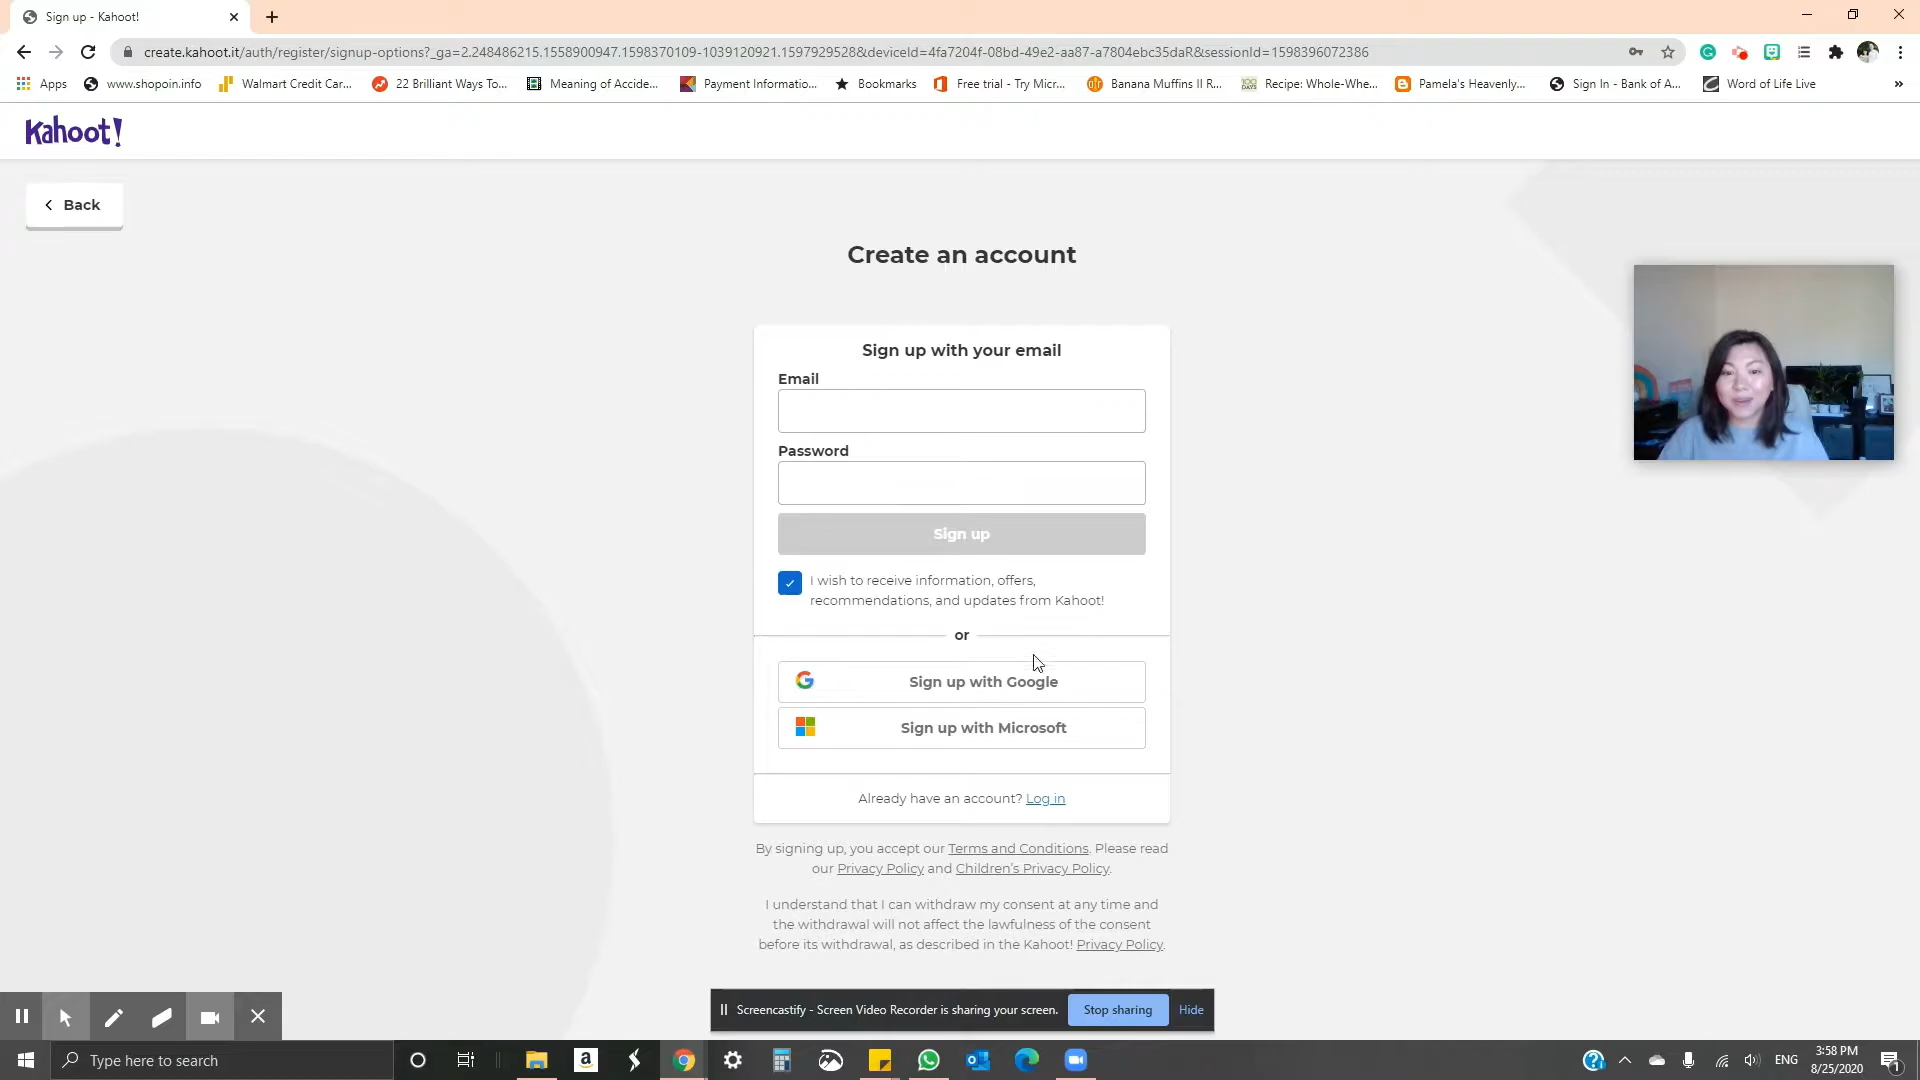 Sign up - Kahoot!
create.kahoot.it/auth/register/signup-options?_ga=2.248486215.1558900947.1598370109-1039120921.1597929528&deviceId=4fa7204f-08bd-49e2-aa87-a7804ebc35daR&sessionId=1598396072386
Apps www.shopoin.info Walmart Credit Car... 22 Brilliant Ways To... Meaning of Accide... Payment Informatio... Bookmarks Free trial - Try Micr... Banana Muffins II R... Recipe: Whole-Whe... Pamela's Heavenly... Sign In - Bank of A... Word of Life Live »
Kahoot!
Back
Create an account
Sign up with your email
Email
Password
Sign up
I wish to receive information, offers,
recommendations, and updates from Kahoot!
or
Sign up with Google
Sign up with Microsoft
Already have an account? Log in
By signing up, you accept our Terms and Conditions. Please read
our Privacy Policy and Children's Privacy Policy.
I understand that I can withdraw my consent at any time and
the withdrawal will not affect the lawfulness of the consent
before its withdrawal, as described in the Kahoot! Privacy Policy.
Screencastify - Screen Video Recorder is sharing your screen. Stop sharing Hide
Type here to search
ENG
3:58 PM
8/25/2020
1